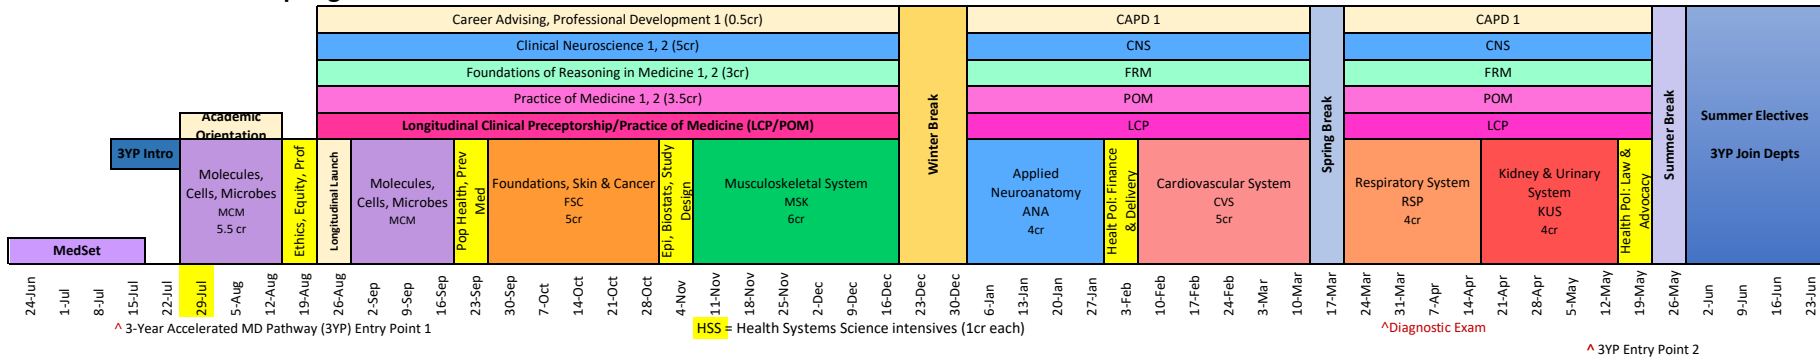 Career Advising, Professional Development 1 (0.5cr)
CAPD 1
CAPD 1
Clinical Neuroscience 1, 2 (5cr)
CNS
CNS
Foundations of Reasoning in Medicine 1, 2 (3cr)
FRM
FRM
Practice of Medicine 1, 2 (3.5cr)
POM
POM
Longitudinal Clinical Preceptorship/Practice of Medicine (LCP/POM)
LCP
LCP
Academic
Orientation
3YP Intro
MedSet
Molecules,
Cells, Microbes
MCM
5.5 cr
Ethics, Equity, Prof
Longitudinal Launch
Molecules,
Cells, Microbes
MCM
Pop Health, Prev
Med
Foundations, Skin & Cancer
FSC
5cr
Epi, Biostats, Study
Design
Musculoskeletal System
MSK
6cr
Winter Break
Applied
Neuroanatomy
ANA
4cr
Healt Pol: Finance
& Delivery
Cardiovascular System
CVS
5cr
Spring Break
Respiratory System
RSP
4cr
Kidney & Urinary
System
KUS
4cr
Health Pol: Law &
Advocacy
Summer Break
Summer Electives
3YP Join Depts
24-Jun
1-Jul
8-Jul
15-Jul
22-Jul
29-Jul
5-Aug
12-Aug
19-Aug
26-Aug
2-Sep
9-Sep
16-Sep
23-Sep
30-Sep
7-Oct
14-Oct
21-Oct
28-Oct
4-Nov
11-Nov
18-Nov
25-Nov
2-Dec
9-Dec
16-Dec
23-Dec
30-Dec
6-Jan
13-Jan
20-Jan
27-Jan
3-Feb
10-Feb
17-Feb
24-Feb
3-Mar
10-Mar
17-Mar
24-Mar
31-Mar
7-Apr
14-Apr
21-Apr
28-Apr
5-May
12-May
19-May
26-May
2-Jun
9-Jun
16-Jun
23-Jun
^ 3-Year Accelerated MD Pathway (3YP) Entry Point 1
HSS = Health Systems Science intensives (1cr each)
^Diagnostic Exam
^ 3YP Entry Point 2